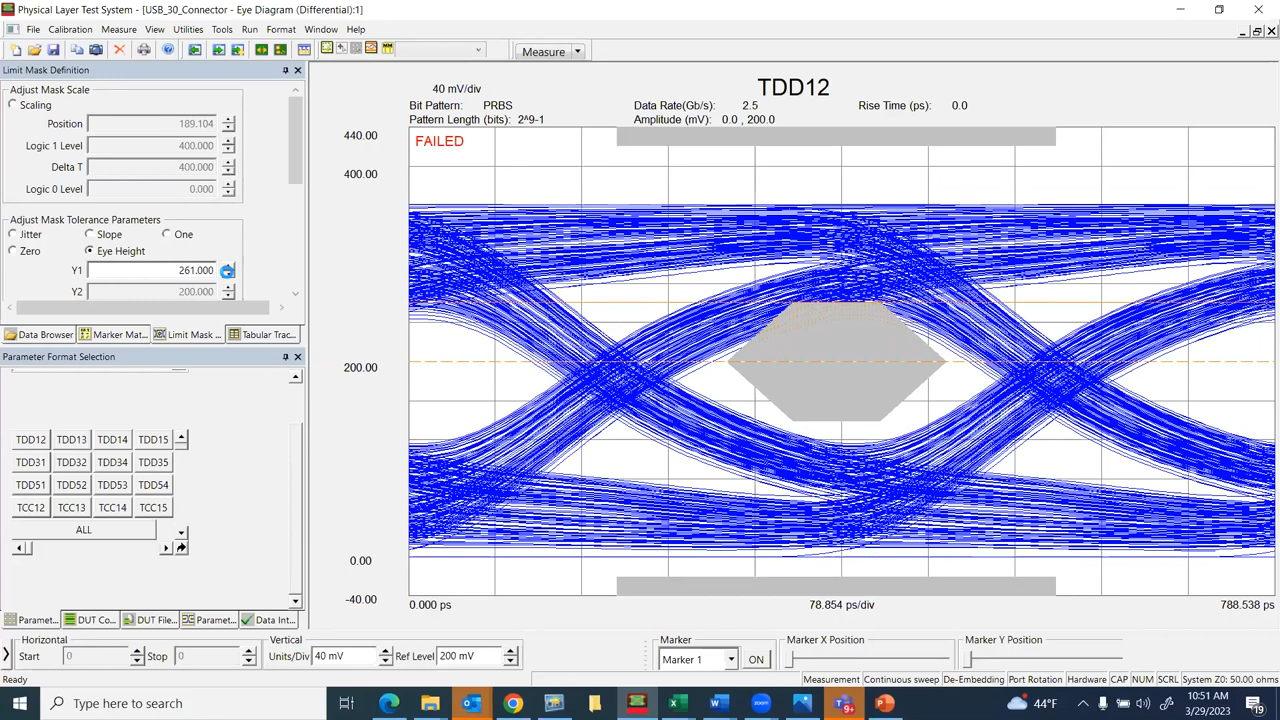 Physical Layer Test System - [USB_30_Connector - Eye Diagram (Differential):1]
File Calibration Measure View Utilities Tools Run Format Window Help
Measure
Limit Mask Definition
Adjust Mask Scale
Scaling
Position 189.104
Logic 1 Level 400.000
Delta T 400.000
Logic 0 Level 0.000
Adjust Mask Tolerance Parameters
Jitter Slope One
Zero Eye Height
Y1 261.000
Y2 200.000
Data Browser Marker Mat... Limit Mask ... Tabular Trac...
Parameter Format Selection
TDD12 TDD13 TDD14 TDD15
TDD31 TDD32 TDD34 TDD35
TDD51 TDD52 TDD53 TDD54
TCC12 TCC13 TCC14 TCC15
ALL
Paramet... DUT Co... DUT File... Paramet... Data Int...
TDD12
40 mV/div
Bit Pattern: PRBS Data Rate(Gb/s): 2.5 Rise Time (ps): 0.0
Pattern Length (bits): 2^9-1 Amplitude (mV): 0.0 , 200.0
440.00
FAILED
400.00
200.00
0.00
-40.00
0.000 ps 78.854 ps/div 788.538 ps
Horizontal Vertical Marker Marker X Position Marker Y Position
Start 0 Stop 0 Units/Div 40 mV Ref Level 200 mV Marker 1 ON
Ready Measurement Continuous sweep De-Embedding Port Rotation Hardware CAP NUM SCRL System Z0: 50.00 ohms
Type here to search
9+
44°F
10:51 AM
3/29/2023
19